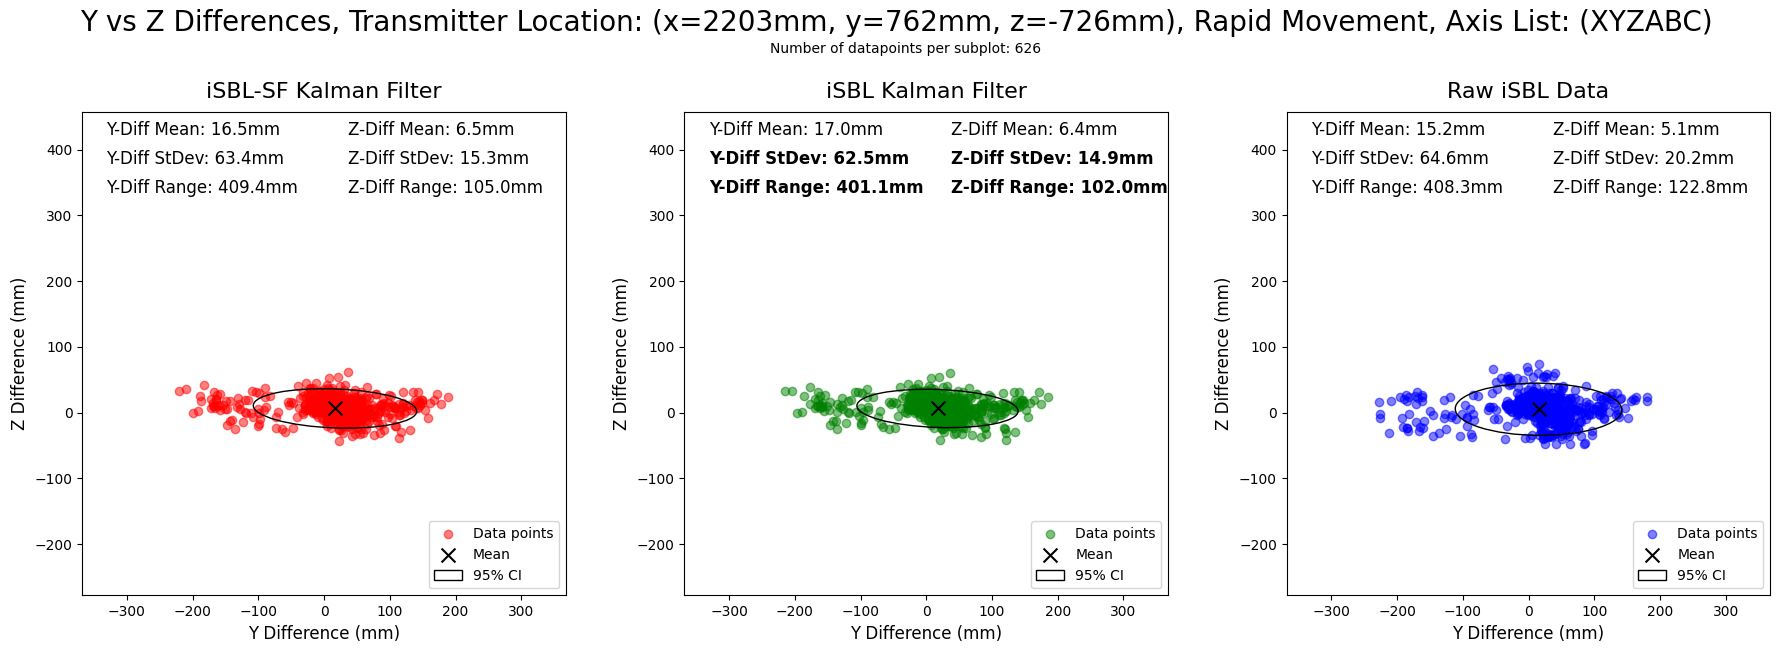 Y vs Z Differences, Transmitter Location: (x=2203mm, y=762mm, z=-726mm), Rapid Movement, Axis List: (XYZABC)
Number of datapoints per subplot: 626
iSBL-SF Kalman Filter
Y-Diff Mean: 16.5mm Z-Diff Mean: 6.5mm
Y-Diff StDev: 63.4mm Z-Diff StDev: 15.3mm
Y-Diff Range: 409.4mm Z-Diff Range: 105.0mm
400
300
200
100
0
−100
−200
Z Difference (mm)
Data points
Mean
95% CI
−300 −200 −100 0 100 200 300
Y Difference (mm)
iSBL Kalman Filter
Y-Diff Mean: 17.0mm Z-Diff Mean: 6.4mm
Y-Diff StDev: 62.5mm Z-Diff StDev: 14.9mm
Y-Diff Range: 401.1mm Z-Diff Range: 102.0mm
400
300
200
100
0
−100
−200
Z Difference (mm)
Data points
Mean
95% CI
−300 −200 −100 0 100 200 300
Y Difference (mm)
Raw iSBL Data
Y-Diff Mean: 15.2mm Z-Diff Mean: 5.1mm
Y-Diff StDev: 64.6mm Z-Diff StDev: 20.2mm
Y-Diff Range: 408.3mm Z-Diff Range: 122.8mm
400
300
200
100
0
−100
−200
Z Difference (mm)
Data points
Mean
95% CI
−300 −200 −100 0 100 200 300
Y Difference (mm)